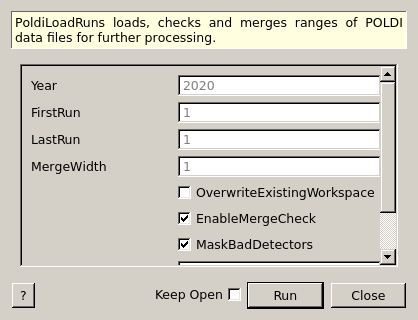 PoldiLoadRuns loads, checks and merges ranges of POLDI
data files for further processing.
Year 2020
FirstRun 1
LastRun 1
MergeWidth 1
OverwriteExistingWorkspace
EnableMergeCheck
MaskBadDetectors
? Keep Open Run Close